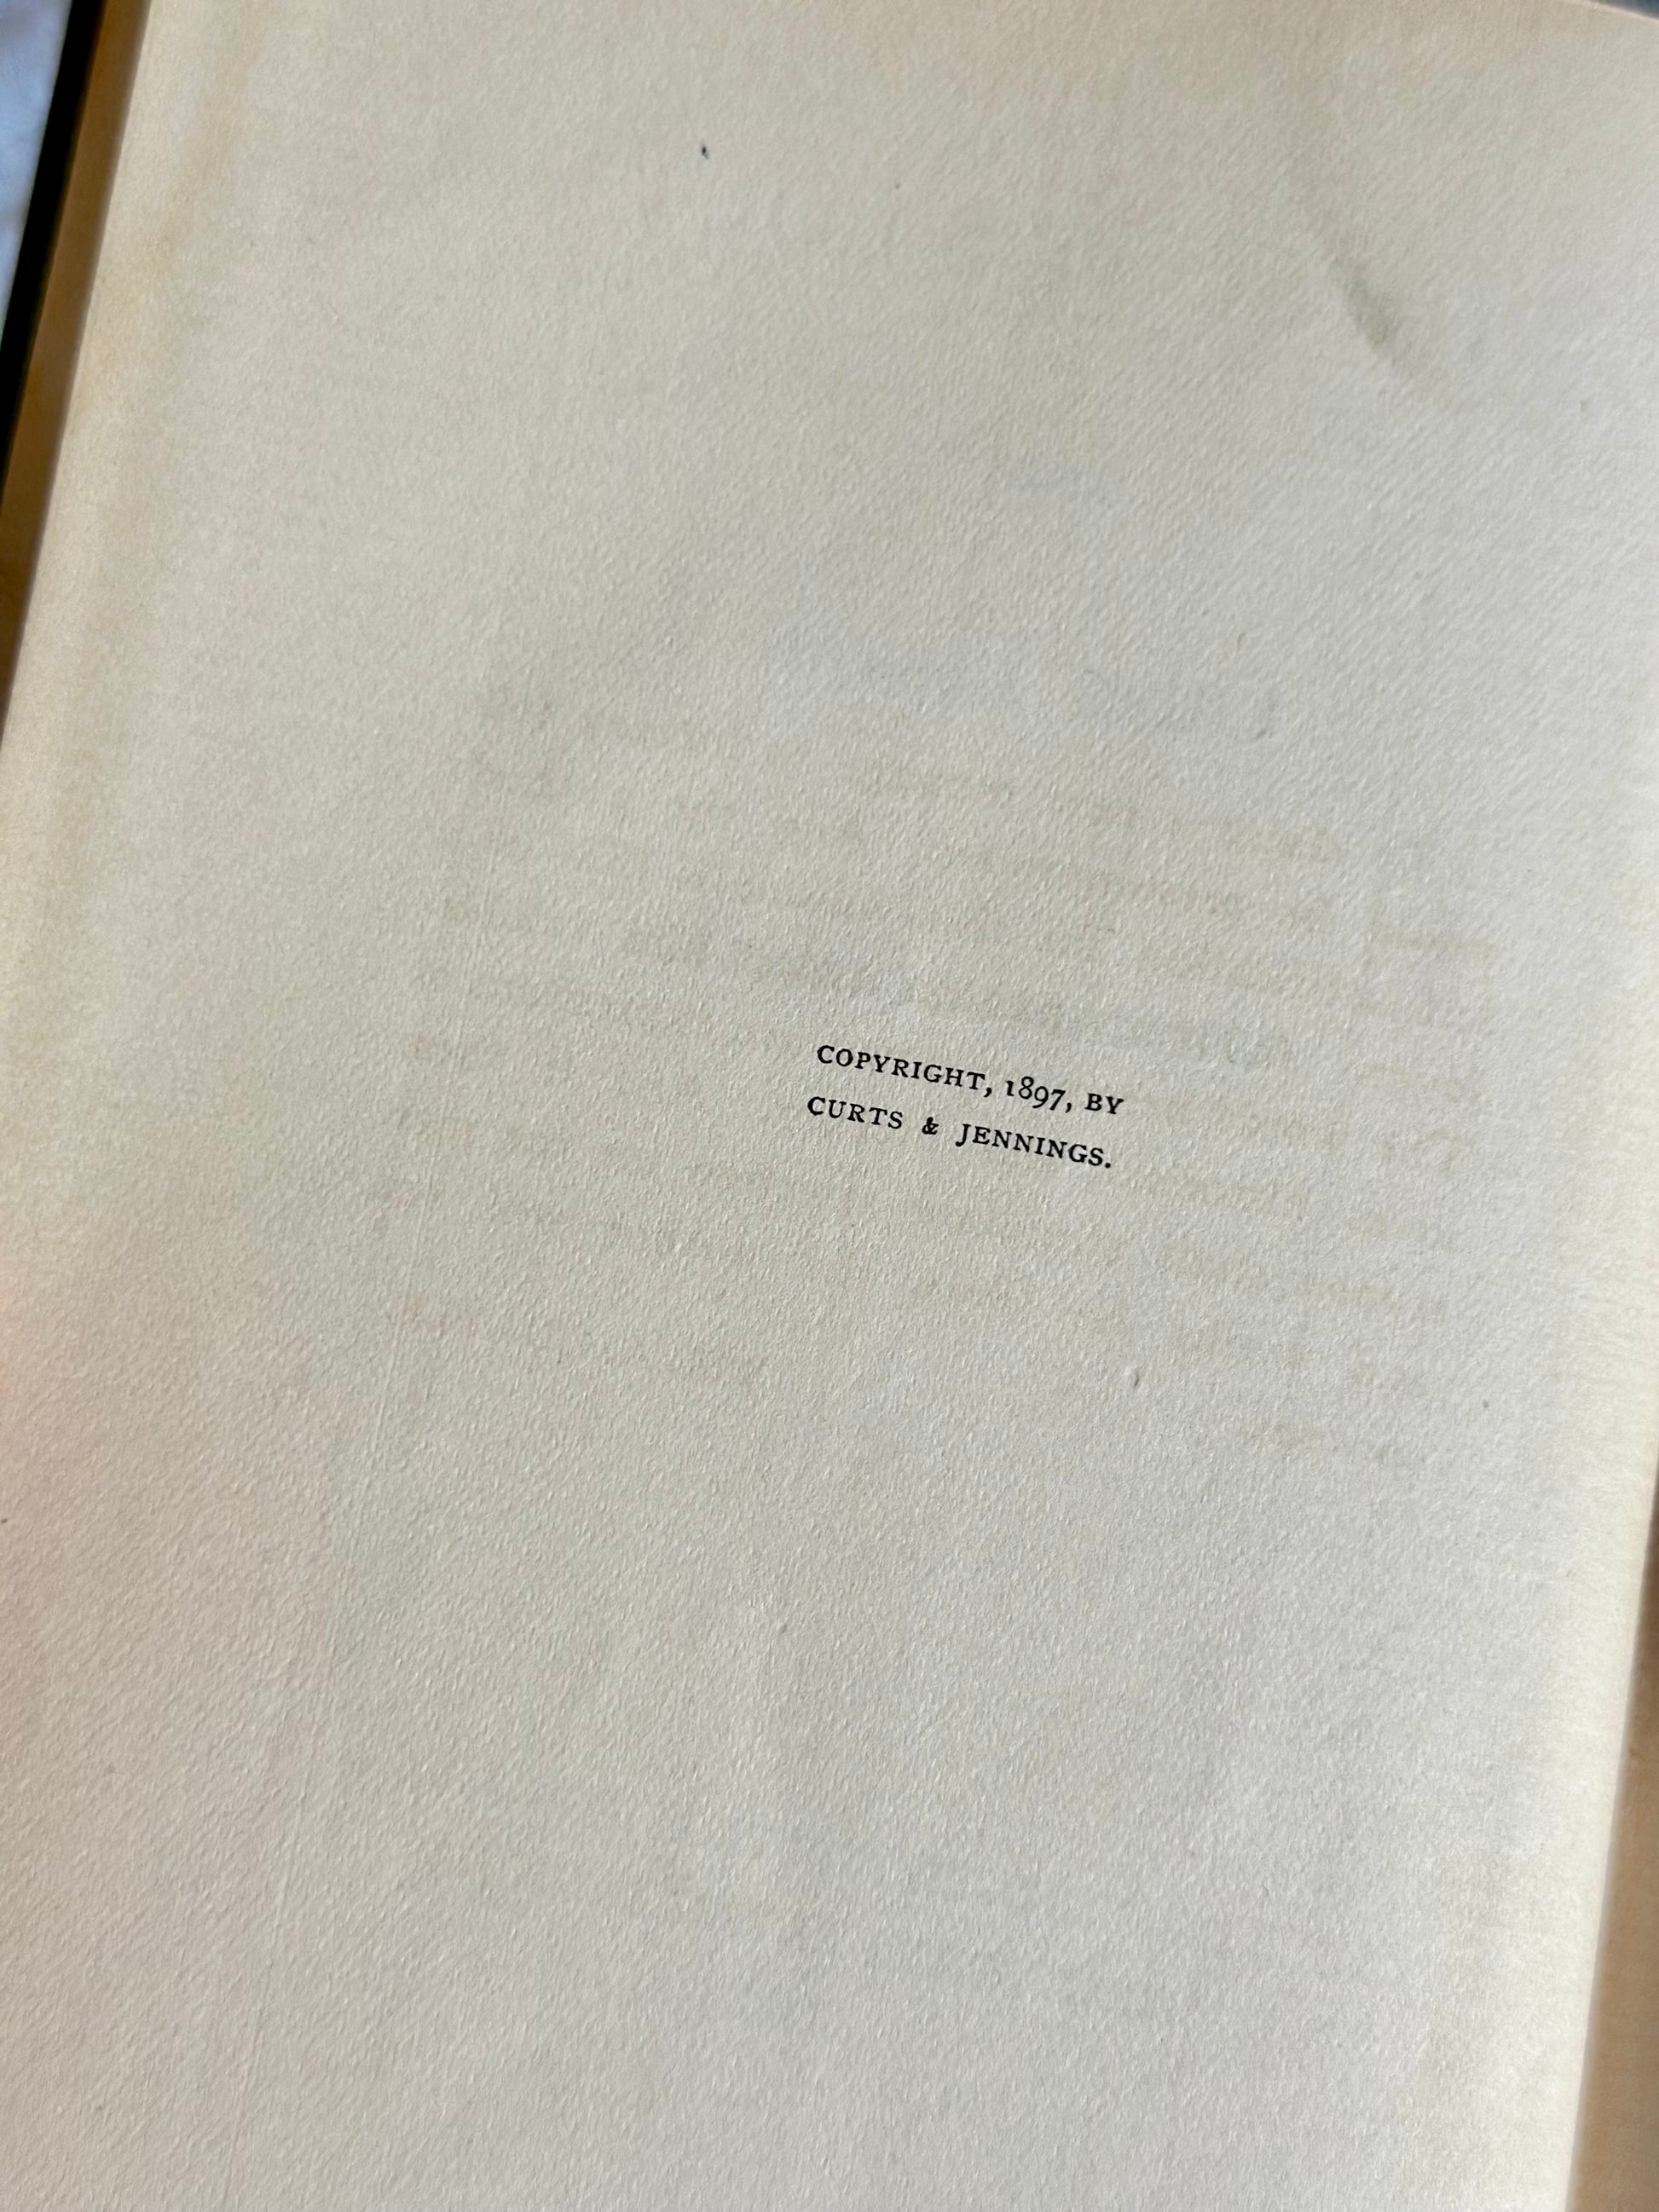 COPYRIGHT, 1897, BY
CURTS & JENNINGS.